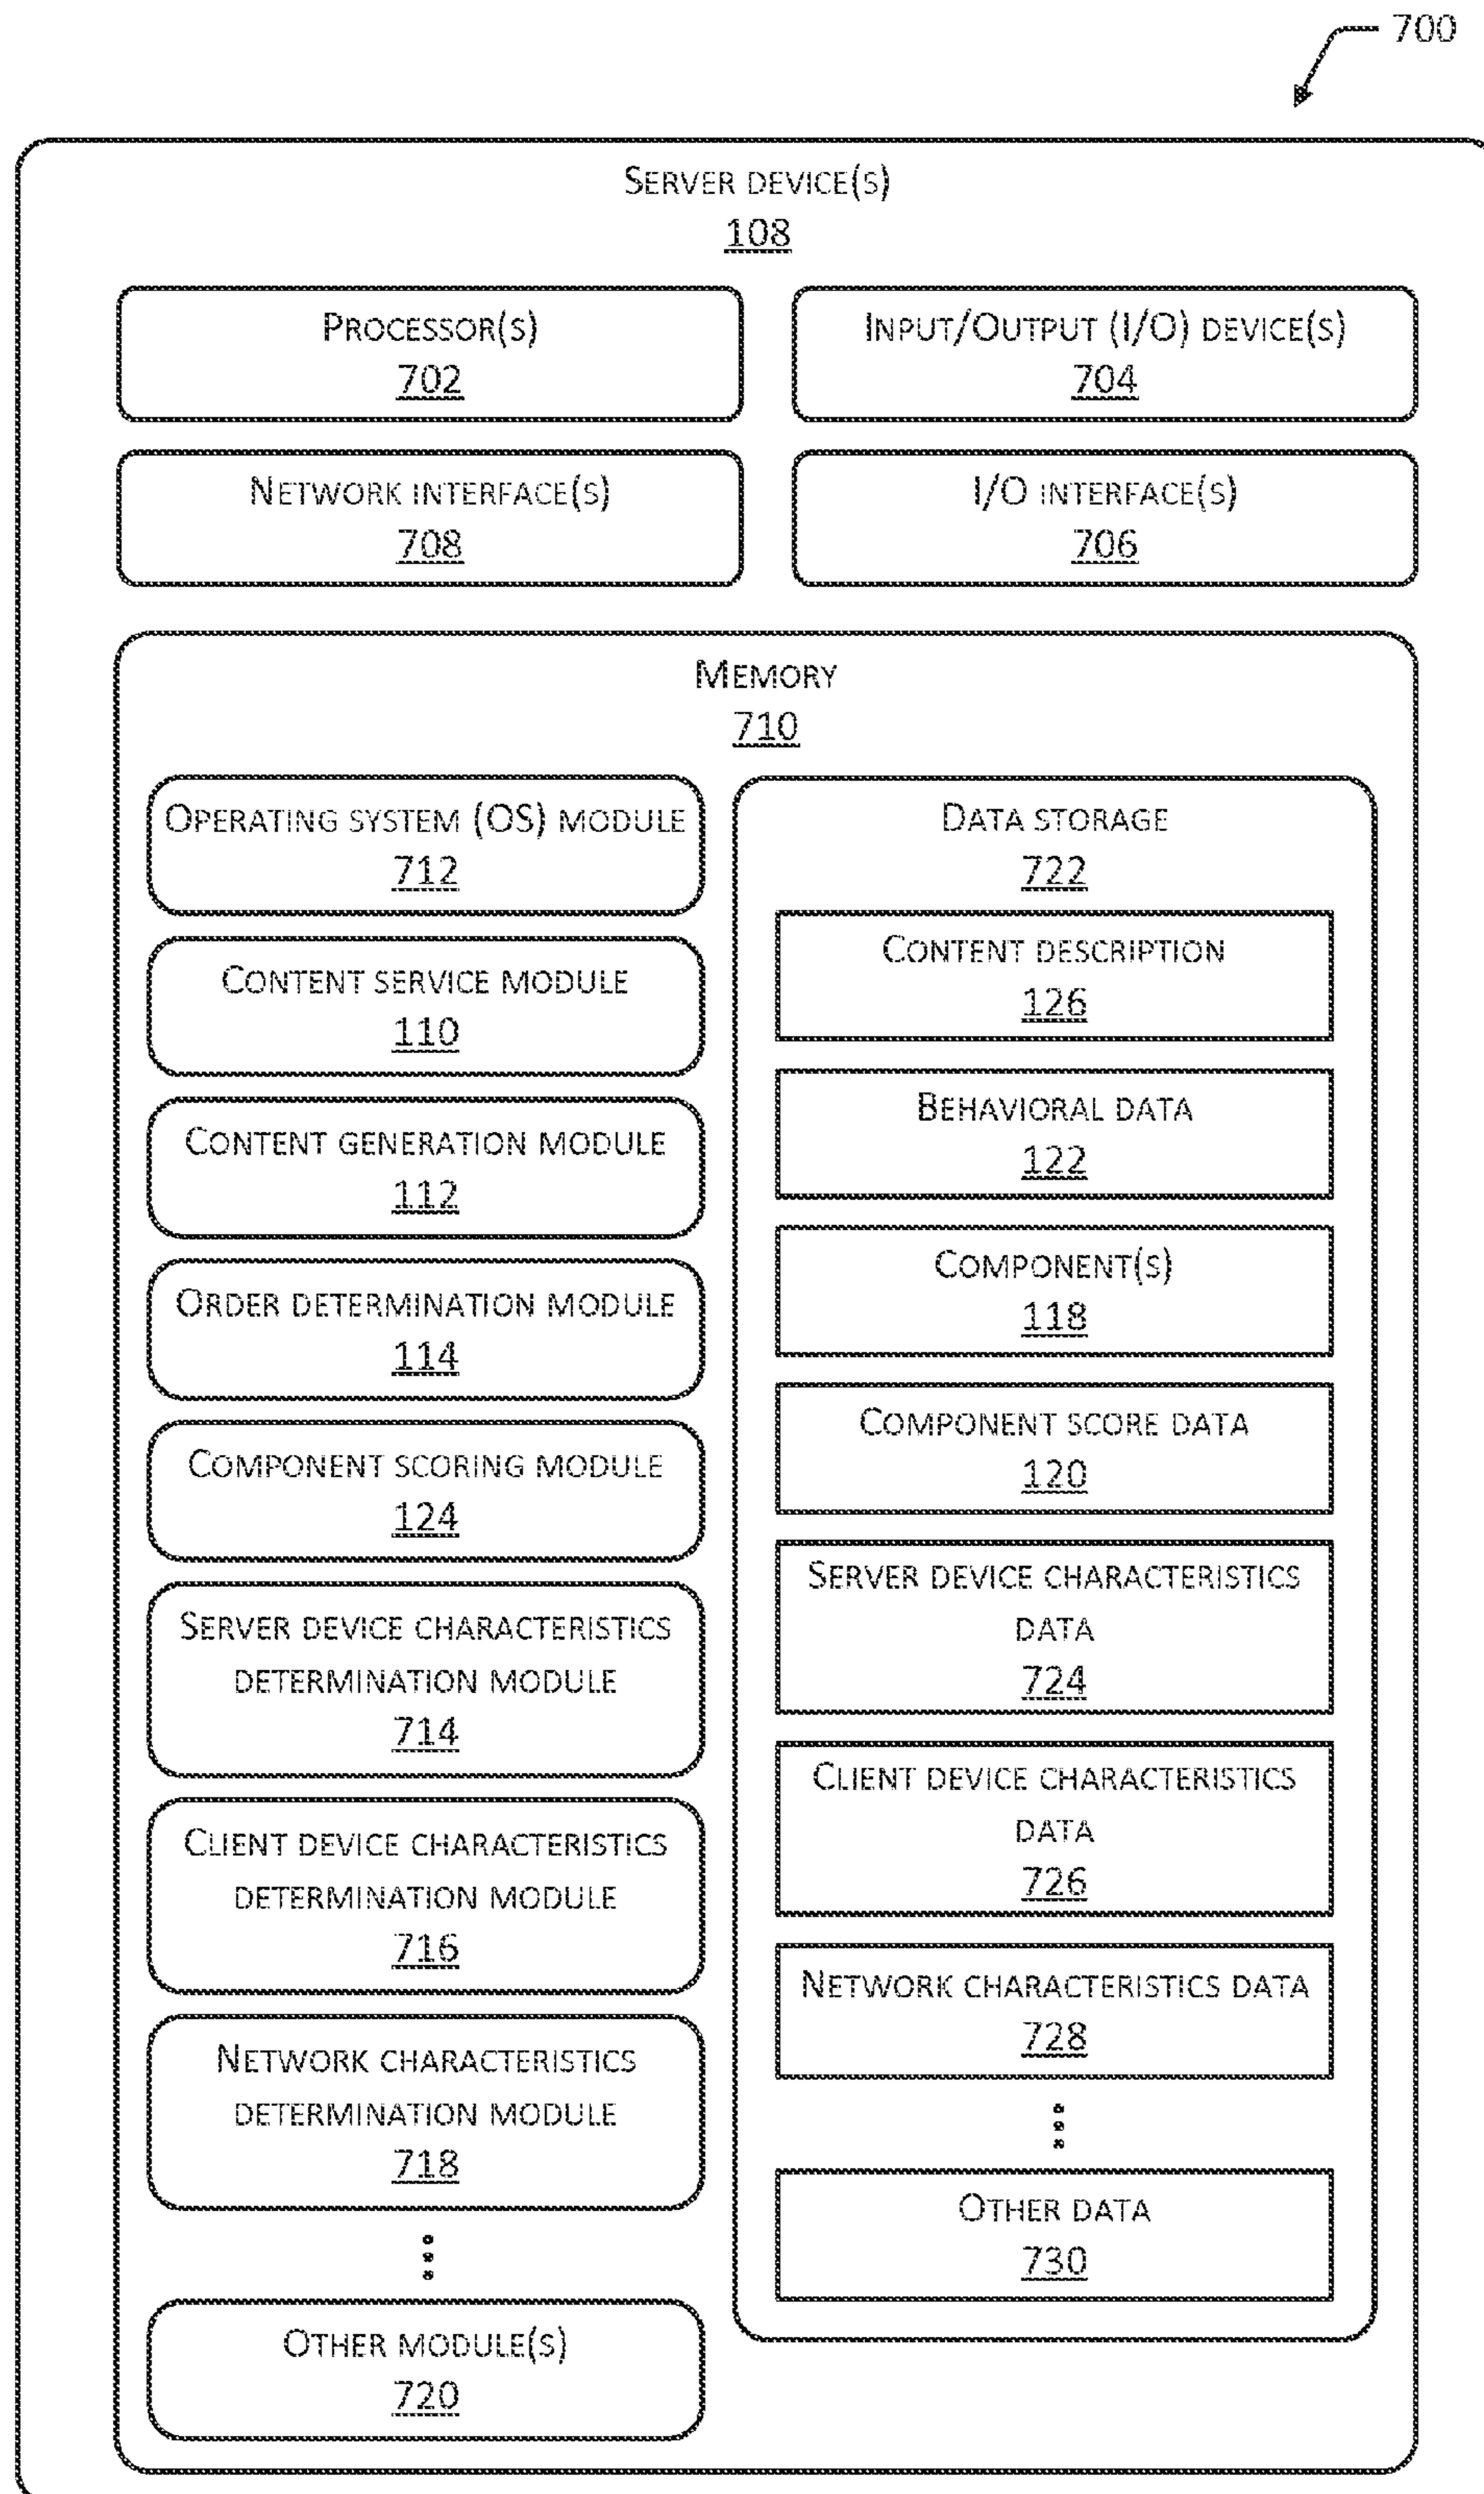 700
Server device(s)
108
Processor(s)
702
Input/Output (I/O) device(s)
704
Network interface(s)
708
I/O interface(s)
706
Memory
710
Operating system (OS) module
712
Content service module
110
Content generation module
112
Order determination module
114
Component scoring module
124
Server device characteristics
determination module
714
Client device characteristics
determination module
716
Network characteristics
determination module
718
Other module(s)
720
Data storage
722
Content description
126
Behavioral data
122
Component(s)
118
Component score data
120
Server device characteristics
data
724
Client device characteristics
data
726
Network characteristics data
728
Other data
730